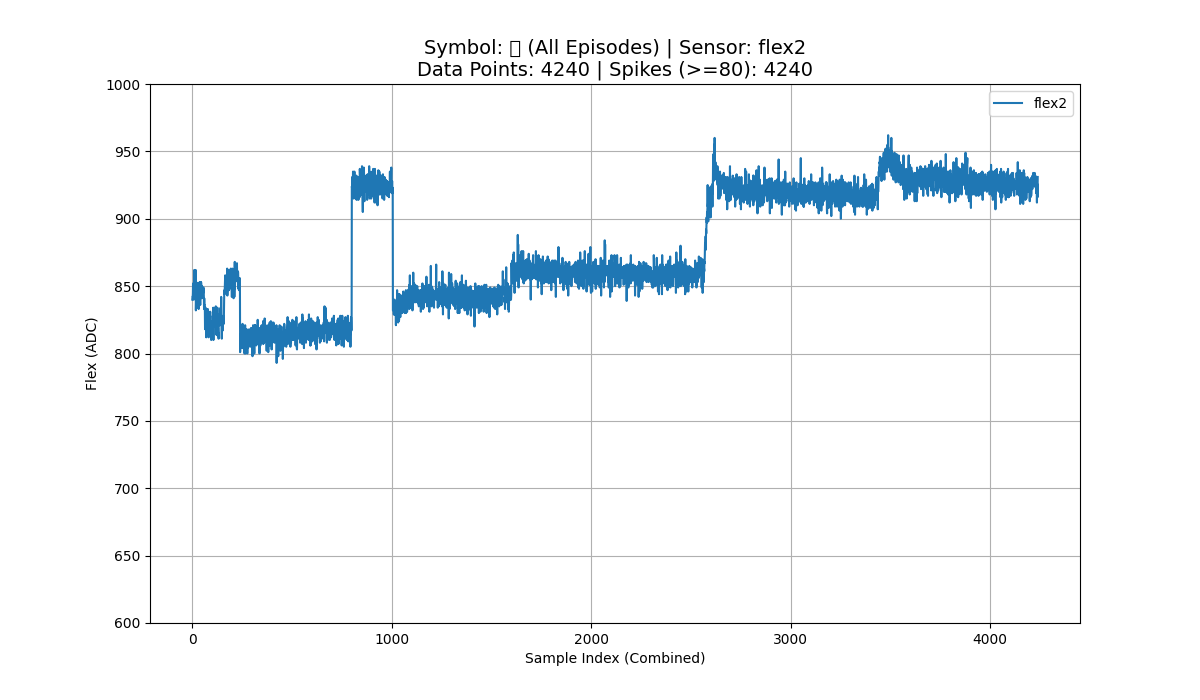 Symbol: (All Episodes) | Sensor: flex2
Data Points: 4240 | Spikes (>=80): 4240
flex2
1000
950
900
850
800
750
700
650
600
Flex (ADC)
0 1000 2000 3000 4000
Sample Index (Combined)